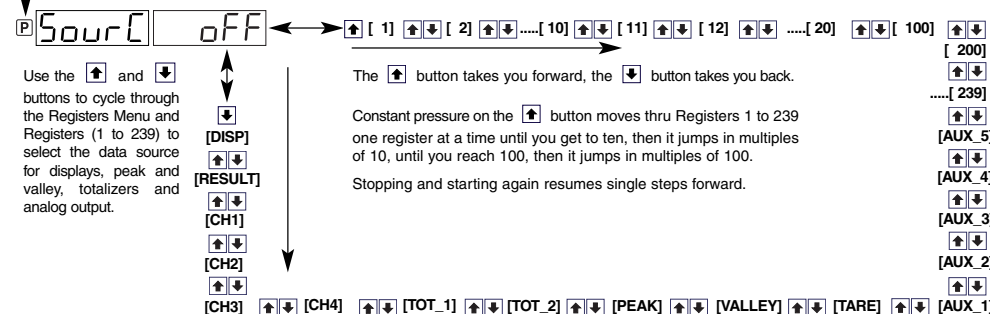 P SourC oFF [ 1] [ 2] .....[ 10] [ 11] [ 12] .....[ 20] [ 100]
[ 200]
Use the and
buttons to cycle through
the Registers Menu and
Registers (1 to 239) to
select the data source
for displays, peak and
valley, totalizers and
analog output.
The button takes you forward, the button takes you back.
Constant pressure on the button moves thru Registers 1 to 239
one register at a time until you get to ten, then it jumps in multiples
of 10, until you reach 100, then it jumps in multiples of 100.
Stopping and starting again resumes single steps forward.
.....[ 239]
[AUX_5]
[AUX_4]
[AUX_3]
[AUX_2]
[DISP]
[RESULT]
[CH1]
[CH2]
[CH3] [CH4] [TOT_1] [TOT_2] [PEAK] [VALLEY] [TARE] [AUX_1]